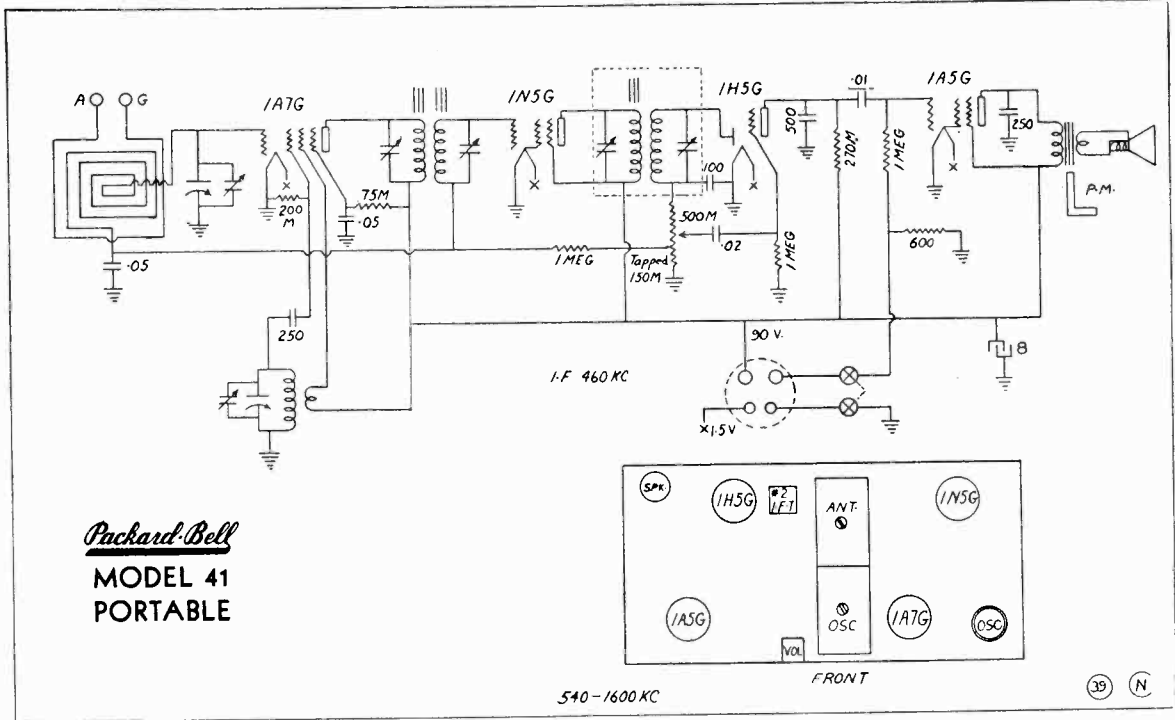 A G
1A7G
1N5G
1H5G
.01
1A5G
500
270M
1MEG
250
100
200
M
75M
.05
500M
.02
1MEG
P.M.
600
1MEG
Tapped
150M
.05
250
90 V.
8
I.F 460 KC
x 1.5 V
x
x
x
SPK.
1H5G
#2
I.F.T
ANT.
1N5G
1A5G
OSC
1A7G
OSC
VOL
FRONT
Packard-Bell
MODEL 41
PORTABLE
540-1600 KC
39 N